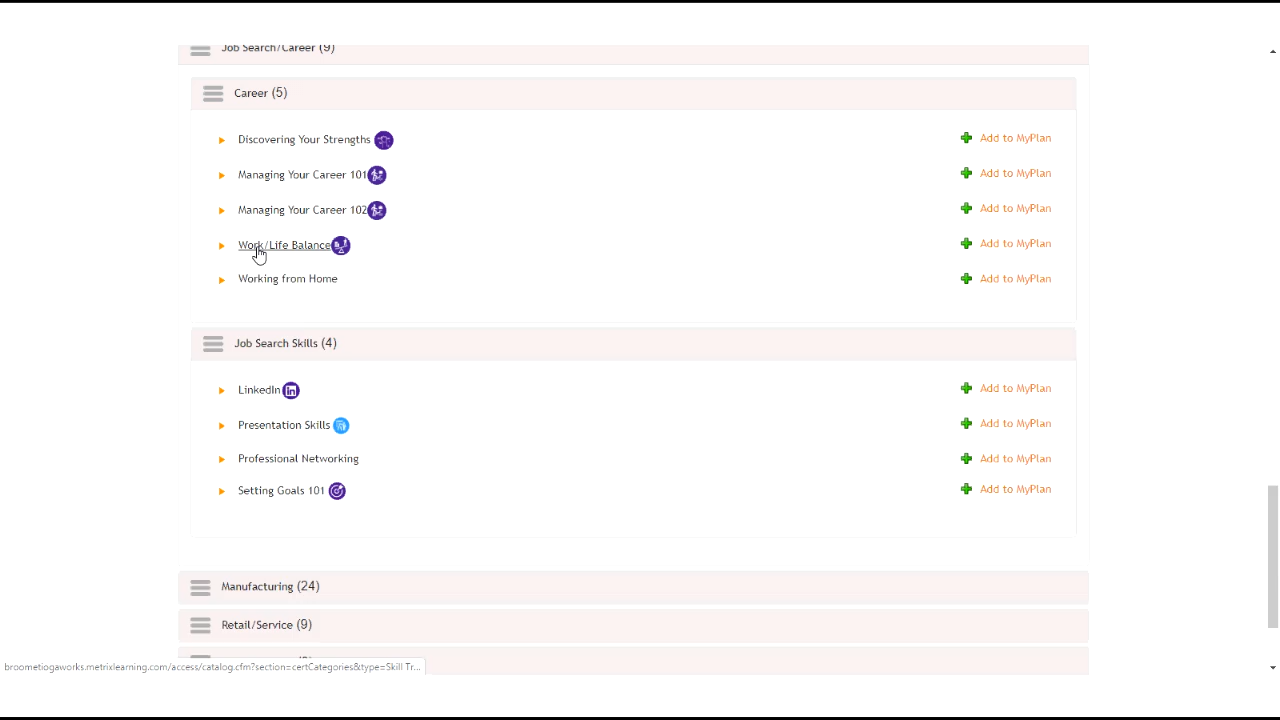 Job Search/Career (9)
Career (5)
Discovering Your Strengths Add to MyPlan
Managing Your Career 101 Add to MyPlan
Managing Your Career 102 Add to MyPlan
Work/Life Balance Add to MyPlan
Working from Home Add to MyPlan
Job Search Skills (4)
LinkedIn in Add to MyPlan
Presentation Skills Add to MyPlan
Professional Networking Add to MyPlan
Setting Goals 101 Add to MyPlan
Manufacturing (24)
Retail/Service (9)
broometiogaworks.metrixlearning.com/access/catalog.cfm?section=certCategories&type=Skill Tr...